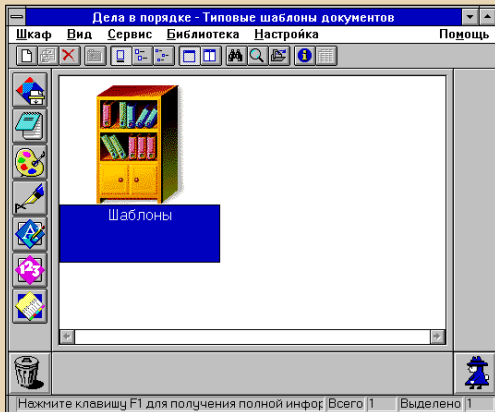 Дела в порядке - Типовые шаблоны документов
Шкаф Вид Сервис Библиотека Настройка Помощь
Шаблоны
123
Нажмите клавишу F1 для получения полной инфор Всего 1 Выделено 1